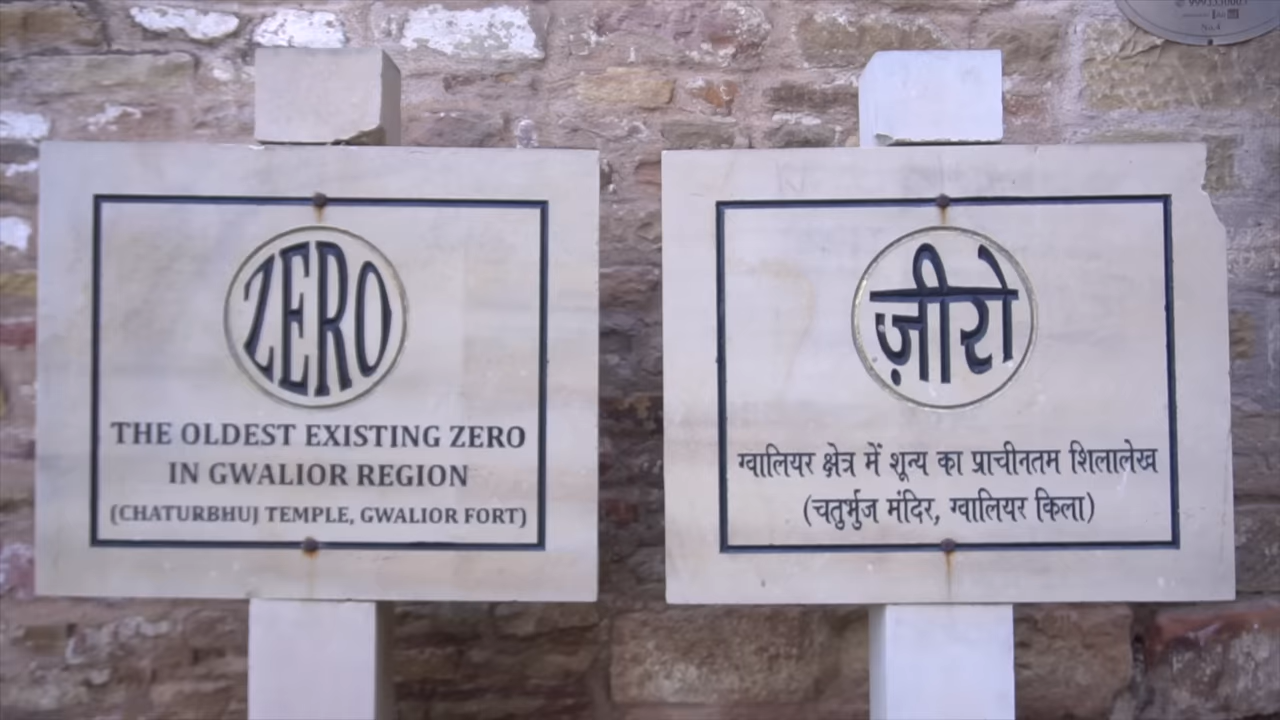 ZERO
THE OLDEST EXISTING ZERO
IN GWALIOR REGION
(CHATURBHUJ TEMPLE, GWALIOR FORT)
ज़ीरो
ग्वालियर क्षेत्र में शून्य का प्राचीनतम शिलालेख
(चतुर्भुज मंदिर, ग्वालियर किला)